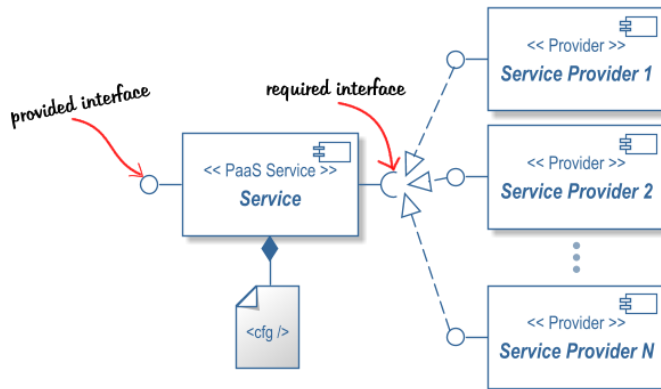 provided interface
required interface
<< PaaS Service >>
Service
<cfg />
<< Provider >>
Service Provider 1
<< Provider >>
Service Provider 2
<< Provider >>
Service Provider N